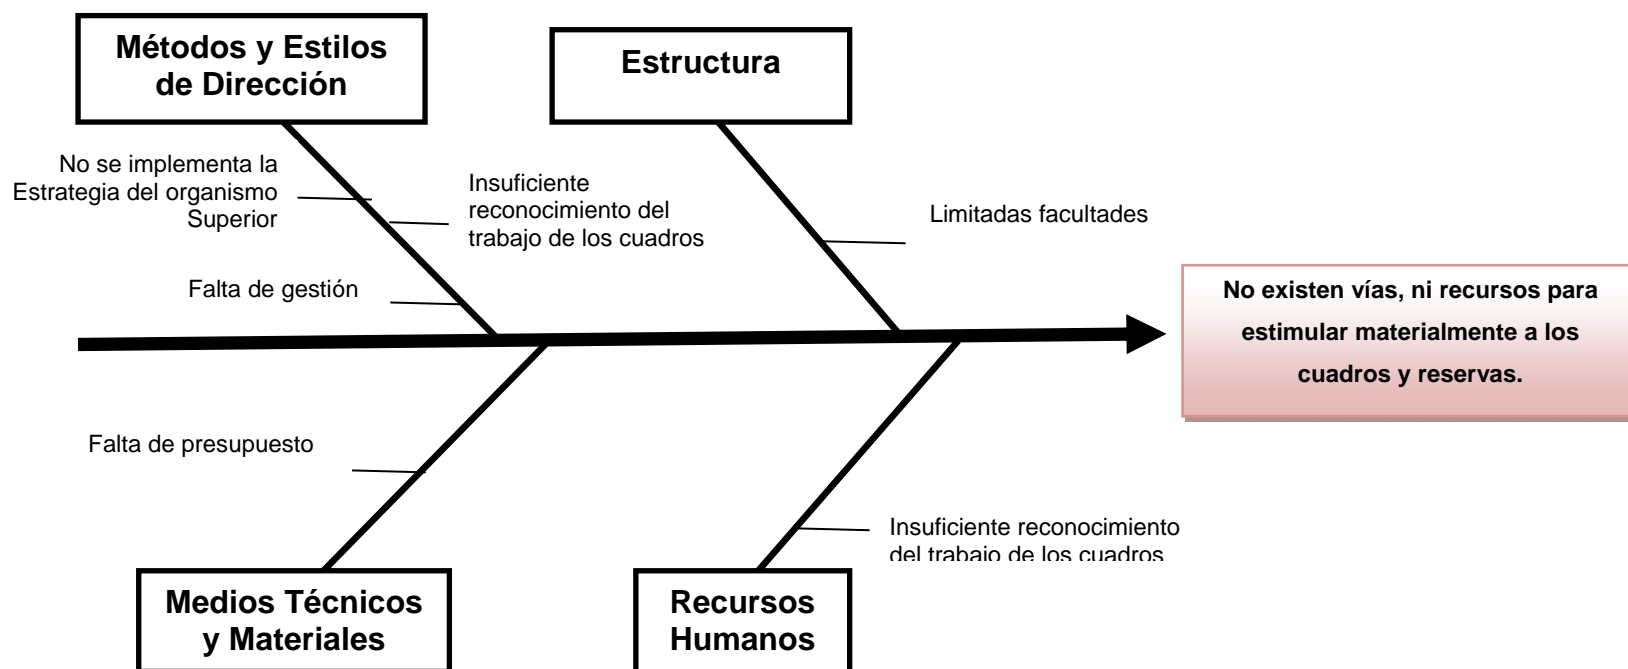 Métodos y Estilos
de Dirección
Estructura
No se implementa la
Estrategia del organismo
Superior
Insuficiente
reconocimiento del
trabajo de los cuadros
Limitadas facultades
Falta de gestión
No existen vías, ni recursos para
estimular materialmente a los
cuadros y reservas.
Falta de presupuesto
Insuficiente reconocimiento
del trabajo de los cuadros
Medios Técnicos
y Materiales
Recursos
Humanos